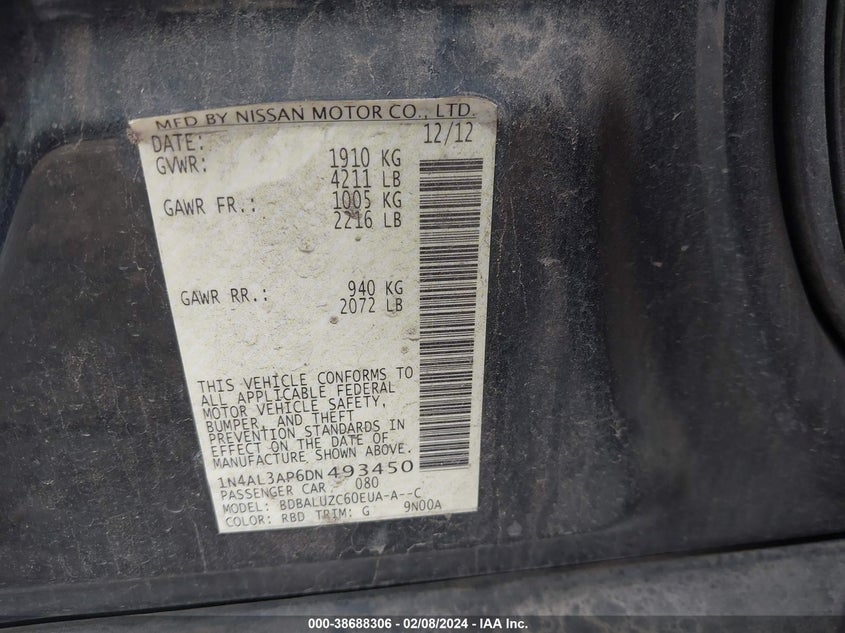 MFD BY NISSAN MOTOR CO., LTD.
DATE: 12/12
GVWR: 1910 KG
4211 LB
GAWR FR.: 1005 KG
2216 LB
GAWR RR.: 940 KG
2072 LB
THIS VEHICLE CONFORMS TO
ALL APPLICABLE FEDERAL
MOTOR VEHICLE SAFETY,
BUMPER, AND THEFT
PREVENTION STANDARDS IN
EFFECT ON THE DATE OF
MANUFACTURE SHOWN ABOVE.
1N4AL3AP6DN493450
PASSENGER CAR 080
MODEL: BDBALUZC60EUA-A--C
COLOR: RBD TRIM: G 9N00A
000-38688306 / 02/08/2024 - IAA Inc.